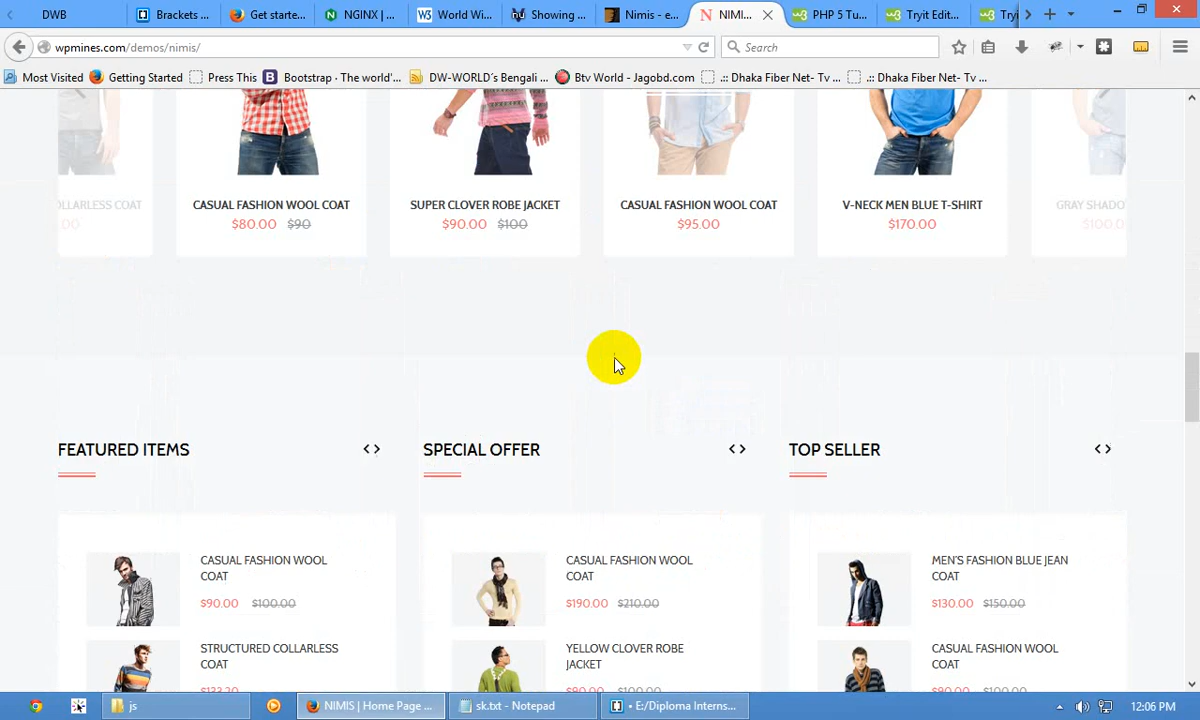 DWB
Brackets ...
Get starte...
NGINX | ...
World Wi...
Showing ...
Nimis - e...
NIMI...
PHP 5 Tu...
Tryit Edit...
Tryi
wpmines.com/demos/nimis/
Search
Most Visited
Getting Started
Press This
Bootstrap · The world'...
DW-WORLD´s Bengali ...
Btv World - Jagobd.com
.:: Dhaka Fiber Net- Tv ...
.:: Dhaka Fiber Net- Tv ...
OLLARLESS COAT
.00
CASUAL FASHION WOOL COAT
$80.00 $90
SUPER CLOVER ROBE JACKET
$90.00 $100
CASUAL FASHION WOOL COAT
$95.00
V-NECK MEN BLUE T-SHIRT
$170.00
GRAY SHADO
$100.0
FEATURED ITEMS
< >
SPECIAL OFFER
< >
TOP SELLER
< >
CASUAL FASHION WOOL
COAT
$90.00 $100.00
STRUCTURED COLLARLESS
COAT
$133.20
CASUAL FASHION WOOL
COAT
$190.00 $210.00
YELLOW CLOVER ROBE
JACKET
$90.00 $100.00
MEN'S FASHION BLUE JEAN
COAT
$130.00 $150.00
CASUAL FASHION WOOL
COAT
$90.00 $100.00
js
NIMIS | Home Page ...
sk.txt - Notepad
• E:/Diploma Interns...
12:06 PM